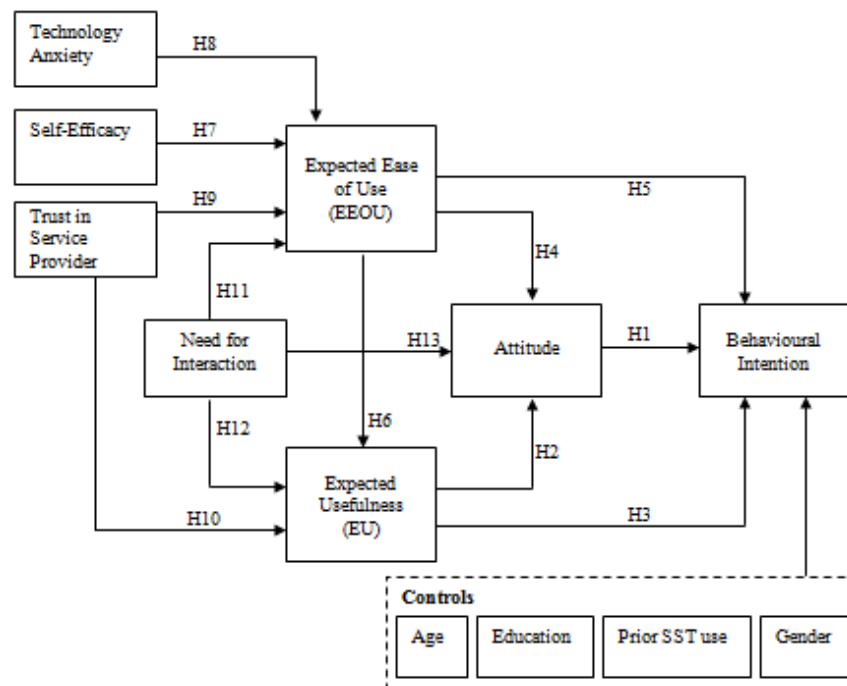 Technology
Anxiety
H8
Self-Efficacy
H7
Expected Ease
of Use
(EEOU)
H5
Trust in
Service
Provider
H9
H4
H11
Need for
Interaction
H13
Attitude
H1
Behavioural
Intention
H12
H6
H2
Expected
Usefulness
(EU)
H10
H3
Controls
Age
Education
Prior SST use
Gender